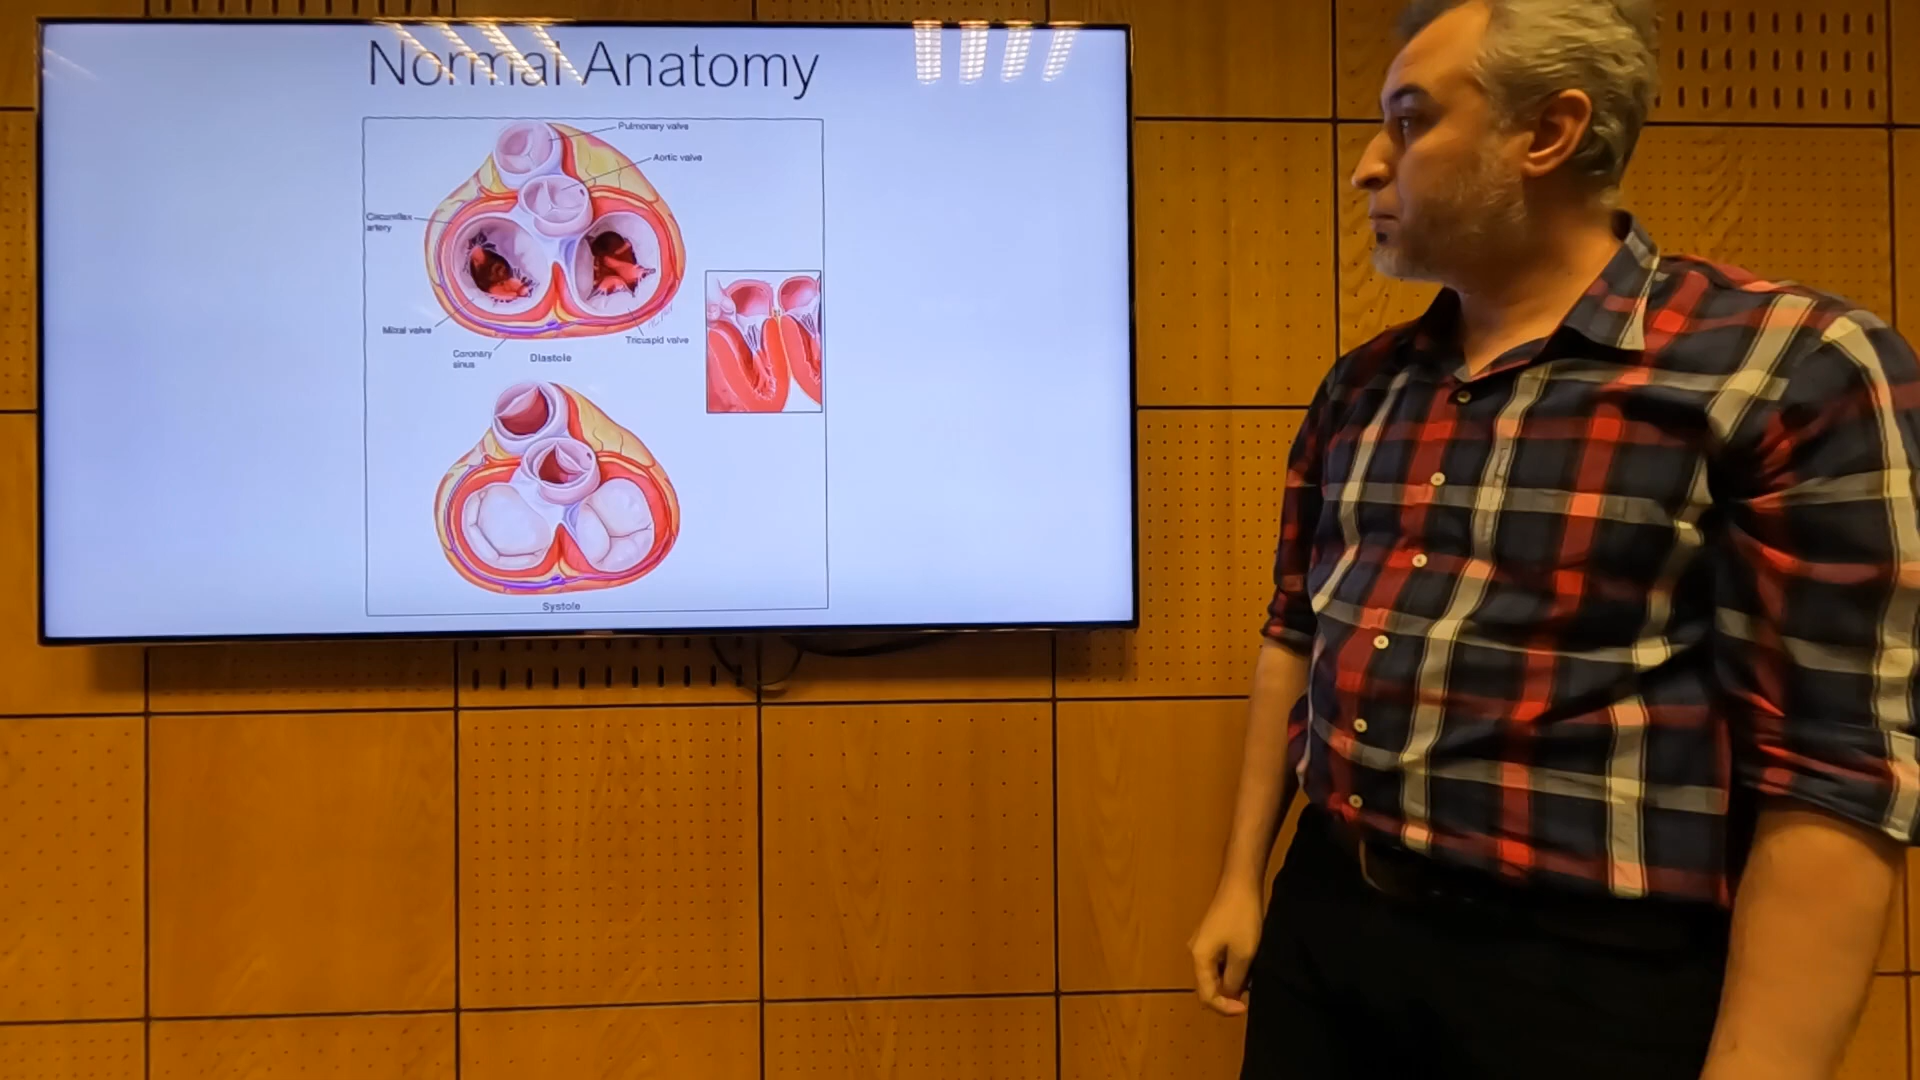 Normal Anatomy
Pulmonary valve
Aortic valve
Circumflex
artery
Mitral valve
Coronary
sinus
Diastole
Tricuspid valve
Systole